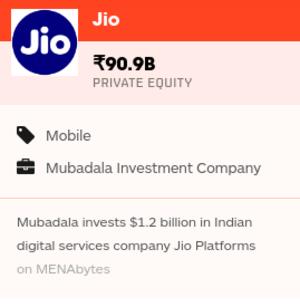 Jio
Jio
₹90.9B
PRIVATE EQUITY
Mobile
Mubadala Investment Company
Mubadala invests $1.2 billion in Indian
digital services company Jio Platforms
on MENAbytes